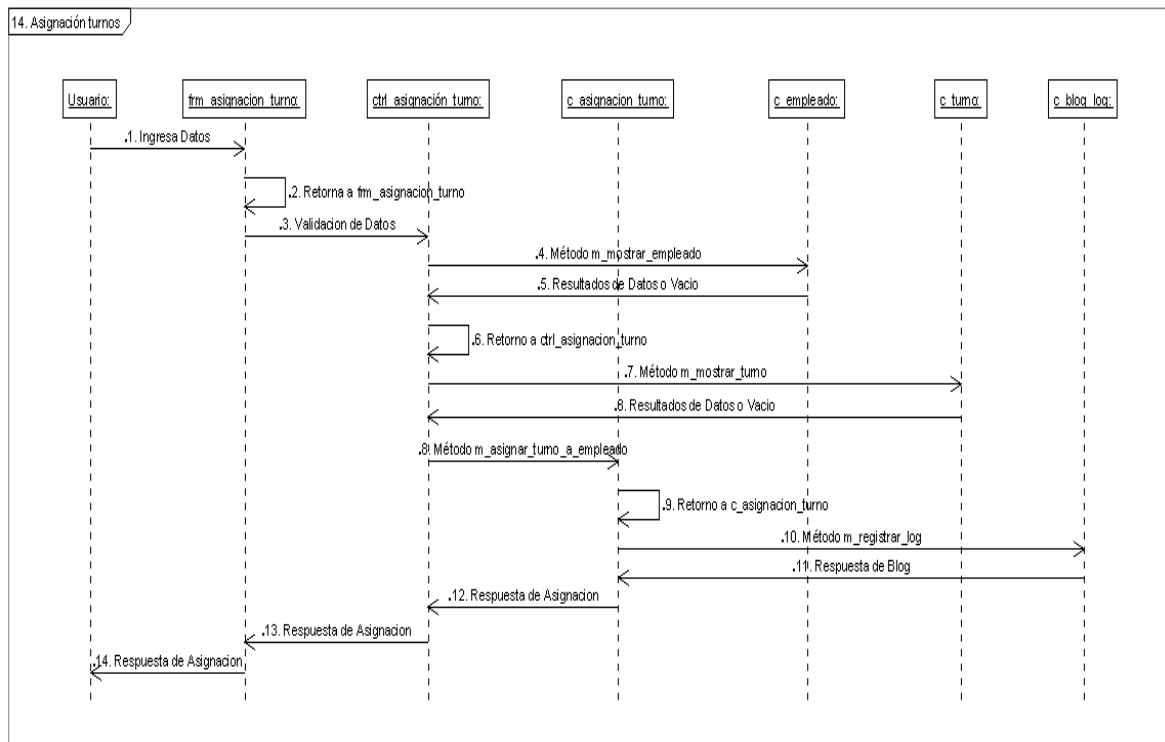 14. Asignación turnos
Usuario:
frm_asignacion_turno:
ctrl_asignación_turno:
c_asignacion_turno:
c_empleado:
c_turno:
c_blog_log:
.1. Ingresa Datos
.2. Retorna a frm_asignacion_turno
.3. Validacion de Datos
.4. Método m_mostrar_empleado
.5. Resultados de Datos o Vacio
.6. Retorno a ctrl_asignacion_turno
.7. Método m_mostrar_turno
.8. Resultados de Datos o Vacio
.8. Método m_asignar_turno_a_empleado
.9. Retorno a c_asignacion_turno
.10. Método m_registrar_log
.11. Respuesta de Blog
.12. Respuesta de Asignacion
.13. Respuesta de Asignacion
.14. Respuesta de Asignacion